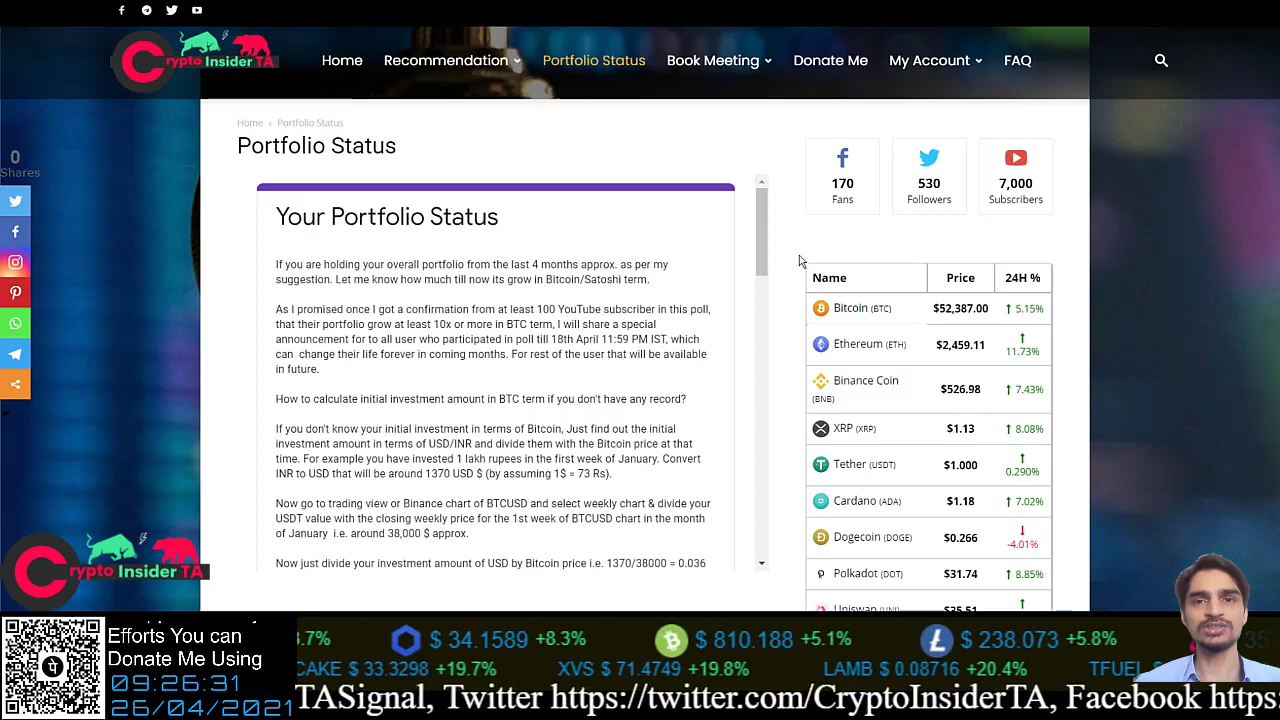 Crypto Insider TA
Home
Recommendation
Portfolio Status
Book Meeting
Donate Me
My Account
FAQ
Home › Portfolio Status
Portfolio Status
0
Shares
170
Fans
530
Followers
7,000
Subscribers
Your Portfolio Status
If you are holding your overall portfolio from the last 4 months approx. as per my
suggestion. Let me know how much till now its grow in Bitcoin/Satoshi term.
As I promised once I got a confirmation from at least 100 YouTube subscriber in this poll,
that their portfolio grow at least 10x or more in BTC term, I will share a special
announcement for to all user who participated in poll till 18th April 11:59 PM IST, which
can change their life forever in coming months. For rest of the user that will be available
in future.
How to calculate initial investment amount in BTC term if you don't have any record?
If you don't know your initial investment in terms of Bitcoin, Just find out the initial
investment amount in terms of USD/INR and divide them with the Bitcoin price at that
time. For example you have invested 1 lakh rupees in the first week of January. Convert
INR to USD that will be around 1370 USD $ (by assuming 1$ = 73 Rs).
Now go to trading view or Binance chart of BTCUSD and select weekly chart & divide your
USDT value with the closing weekly price for the 1st week of BTCUSD chart in the month
of January i.e. around 38,000 $ approx.
Now just divide your investment amount of USD by Bitcoin price i.e. 1370/38000 = 0.036
Name Price 24H %
Bitcoin (BTC) $52,387.00 ↑ 5.15%
Ethereum (ETH) $2,459.11 ↑ 11.73%
Binance Coin (BNB) $526.98 ↑ 7.43%
XRP (XRP) $1.13 ↑ 8.08%
Tether (USDT) $1.000 ↑ 0.290%
Cardano (ADA) $1.18 ↑ 7.02%
Dogecoin (DOGE) $0.266 ↓ -4.01%
Polkadot (DOT) $31.74 ↑ 8.85%
Uniswap (UNI) $35.51 ↑
Crypto Insider TA
Efforts You can
Donate Me Using
09:26:31
26/04/2021
3.7% $ 34.1589 +8.3% $ 810.188 +5.1% $ 238.073 +5.8%
CAKE $ 33.3298 +19.7% XVS $ 71.4749 +19.8% LAMB $ 0.08716 +20.4% TFUEL $
TASignal, Twitter https://twitter.com/CryptoInsiderTA, Facebook https: